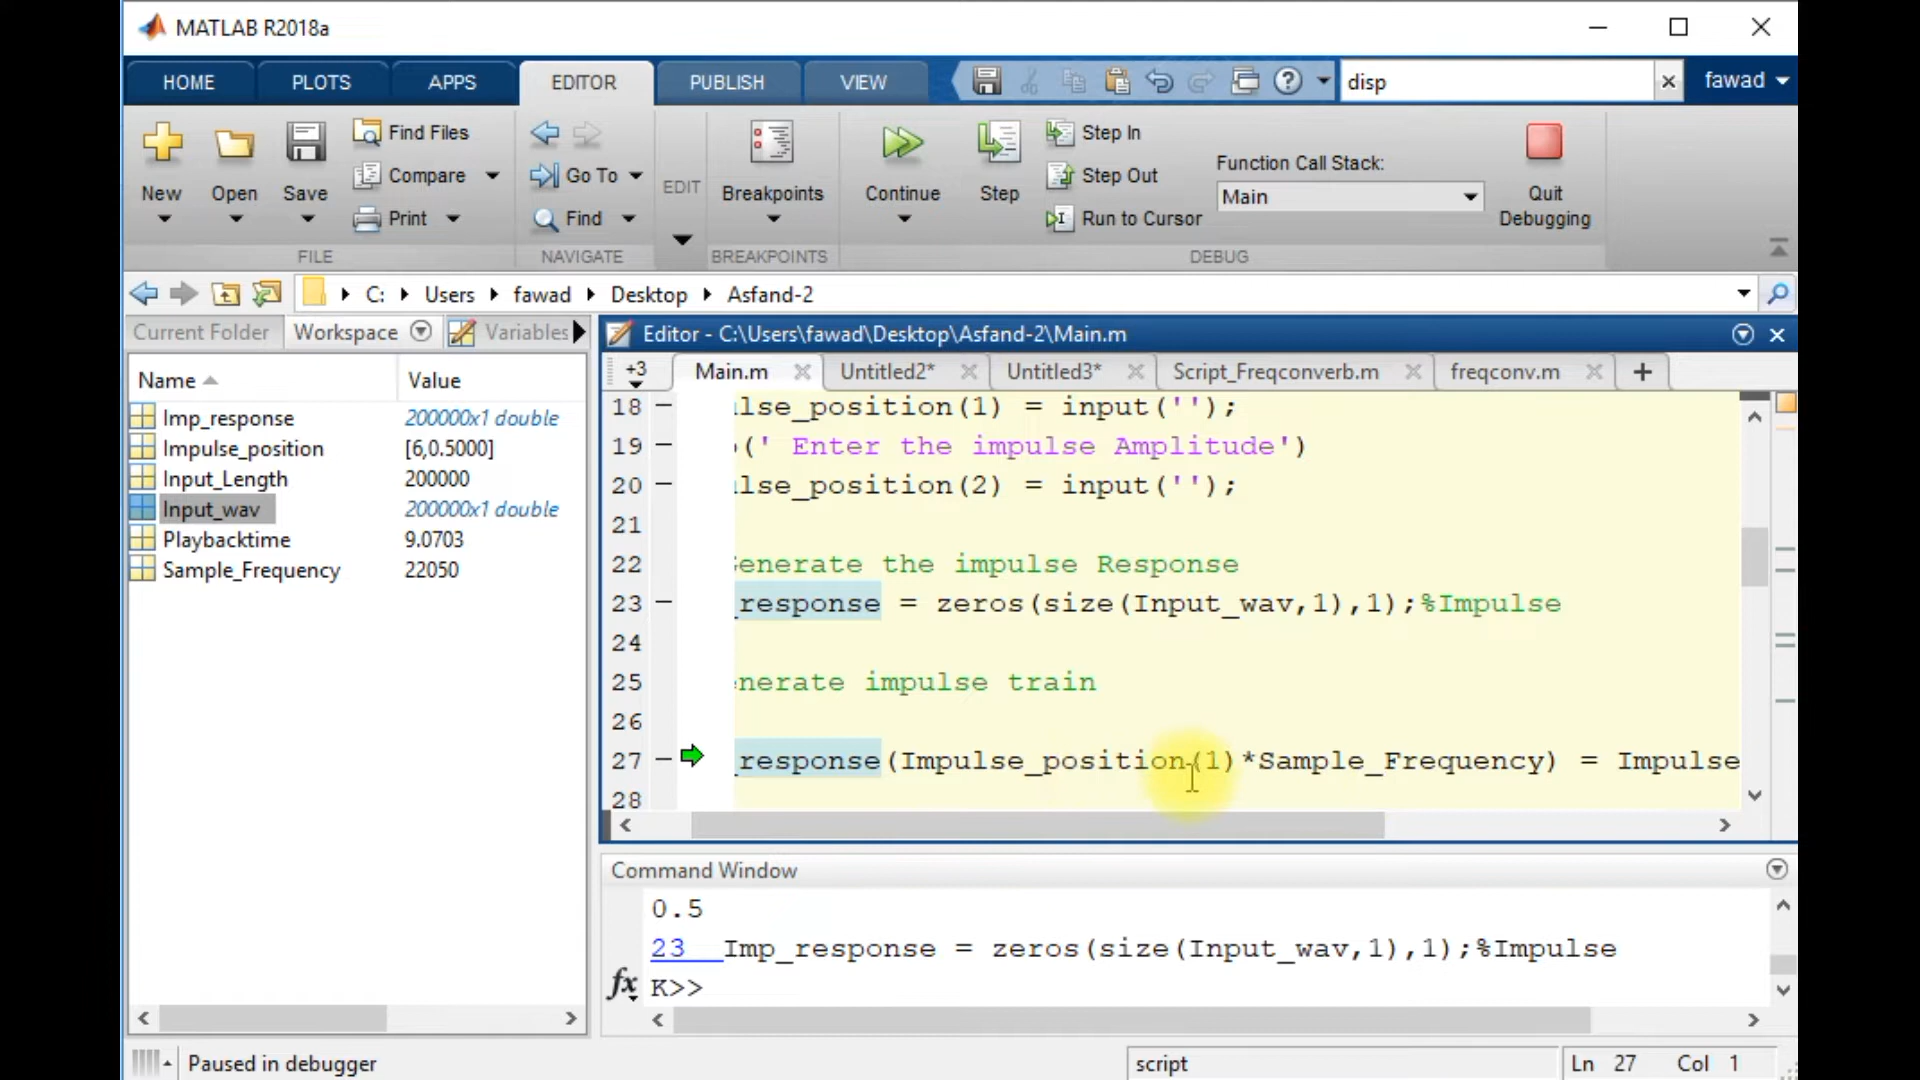 MATLAB R2018a
HOME PLOTS APPS EDITOR PUBLISH VIEW disp fawad
New Open Save Find Files Compare Print Go To Find EDIT Breakpoints Continue Step Step In Step Out Run to Cursor Function Call Stack: Main Quit Debugging
FILE NAVIGATE BREAKPOINTS DEBUG
C: Users fawad Desktop Asfand-2
Current Folder Workspace Variables
Editor - C:\Users\fawad\Desktop\Asfand-2\Main.m
+3 Main.m Untitled2* Untitled3* Script_Freqconverb.m freqconv.m
Name Value
Imp_response 200000x1 double
Impulse_position [6,0.5000]
Input_Length 200000
Input_wav 200000x1 double
Playbacktime 9.0703
Sample_Frequency 22050
18 lse_position(1) = input('');
19 (' Enter the impulse Amplitude')
20 lse_position(2) = input('');
21
22 enerate the impulse Response
23 _response = zeros(size(Input_wav,1),1);%Impulse
24
25 nerate impulse train
26
27 _response(Impulse_position(1)*Sample_Frequency) = Impulse
28
Command Window
0.5
23 Imp_response = zeros(size(Input_wav,1),1);%Impulse
fx K>>
Paused in debugger script Ln 27 Col 1